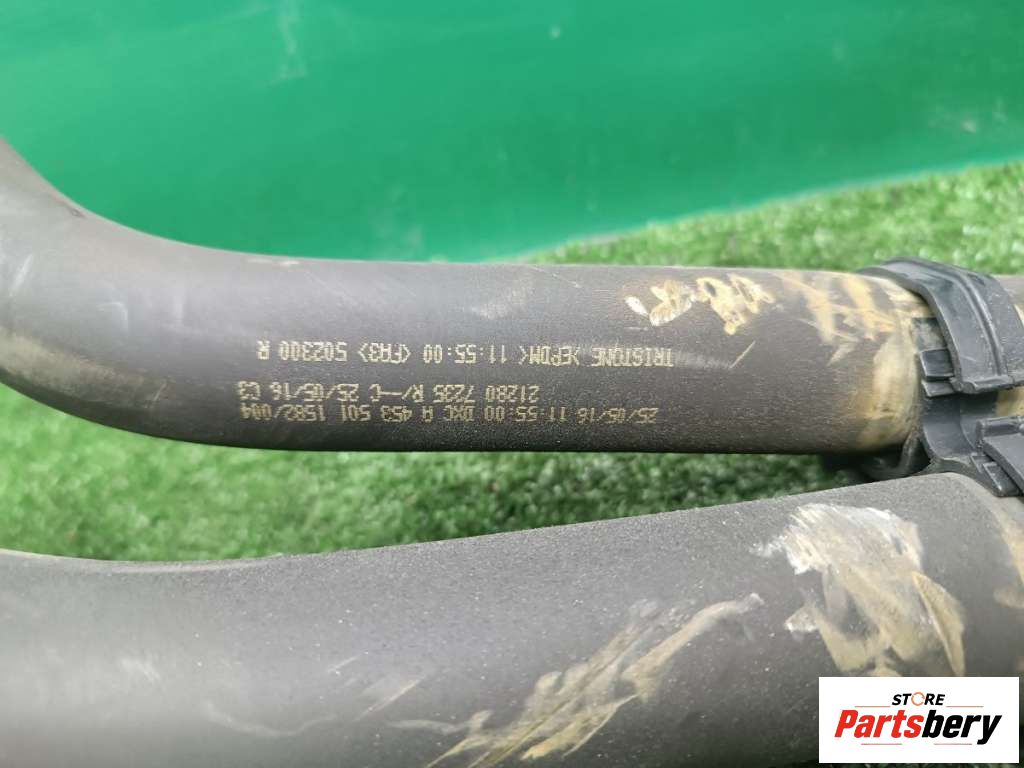 25/05/16 11:55:00 DXC A 453 501 1582/004
21280 7235 R/--C 25/05/16 C3
TRISTONE >EPDM< 11:55:00 <FA3> 502300 R
STORE
Partsbery